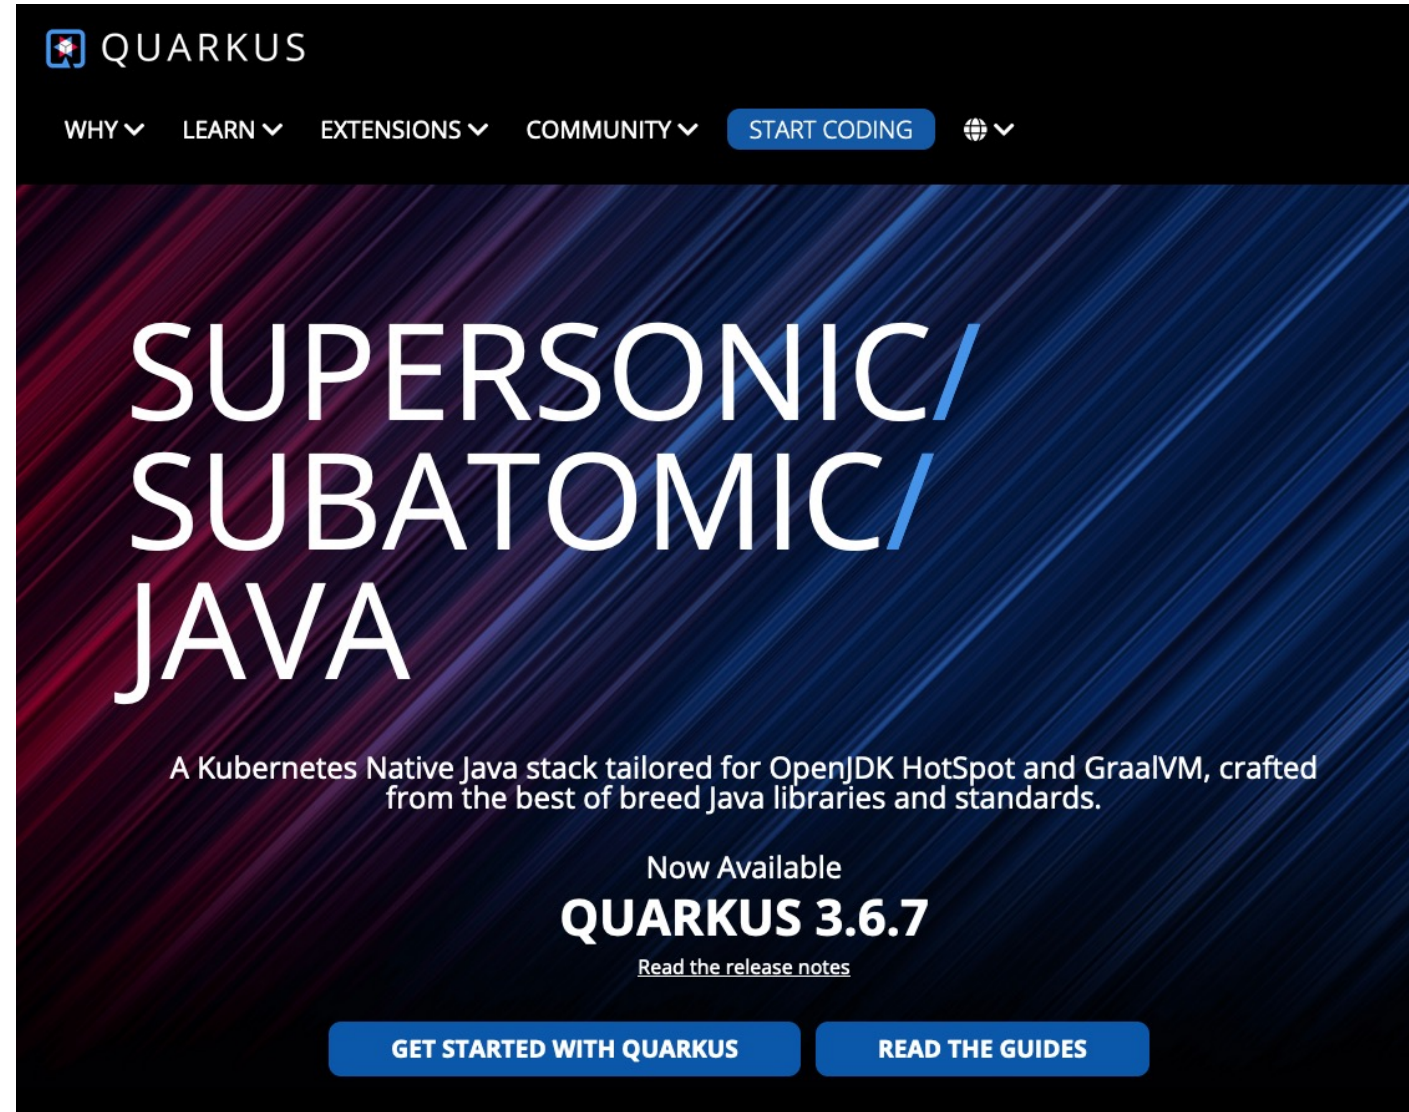 QUARKUS
WHY LEARN EXTENSIONS COMMUNITY START CODING
SUPERSONIC/
SUBATOMIC/
JAVA
A Kubernetes Native Java stack tailored for OpenJDK HotSpot and GraalVM, crafted
from the best of breed Java libraries and standards.
Now Available
QUARKUS 3.6.7
Read the release notes
GET STARTED WITH QUARKUS READ THE GUIDES